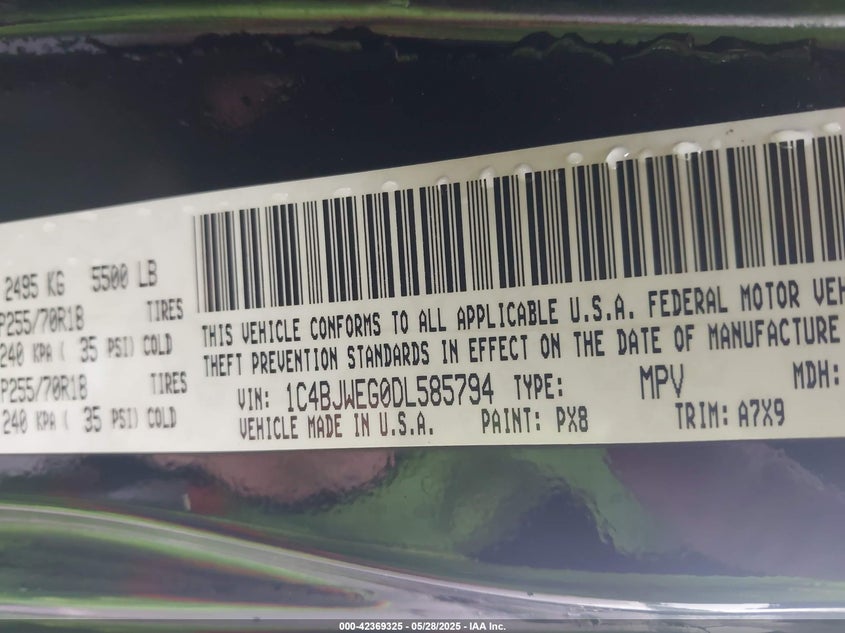 2495 KG 5500 LB
P255/70R18 TIRES
240 KPA ( 35 PSI) COLD
P255/70R18 TIRES
240 KPA ( 35 PSI) COLD
THIS VEHICLE CONFORMS TO ALL APPLICABLE U.S.A. FEDERAL MOTOR VEH
THEFT PREVENTION STANDARDS IN EFFECT ON THE DATE OF MANUFACTURE
VIN: 1C4BJWEG0DL585794 TYPE: MPV MDH:
VEHICLE MADE IN U.S.A. PAINT: PX8 TRIM: A7X9
000-42369325 - 05/28/2025 - IAA Inc.